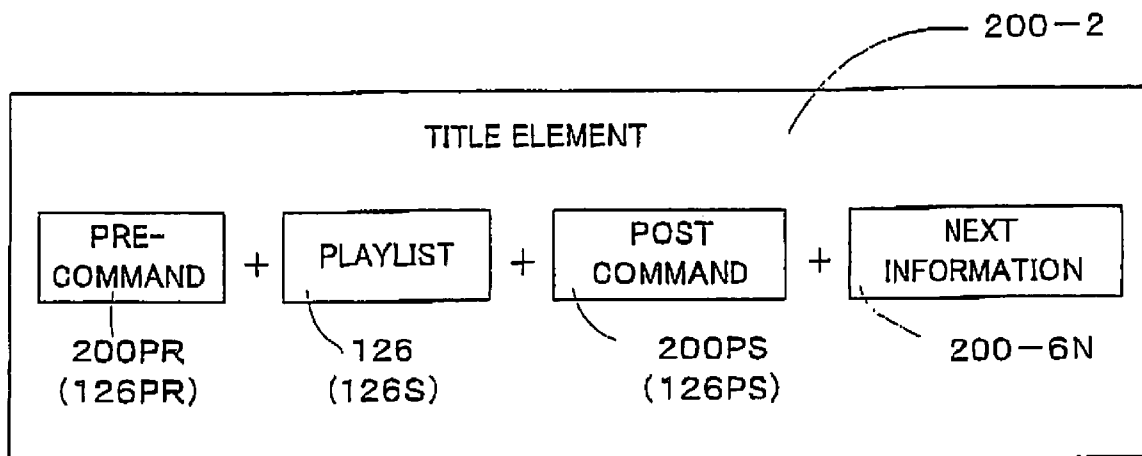 200-2
TITLE ELEMENT
PRE-
COMMAND
+
PLAYLIST
+
POST
COMMAND
+
NEXT
INFORMATION
200PR
(126PR)
126
(126S)
200PS
(126PS)
200-6N